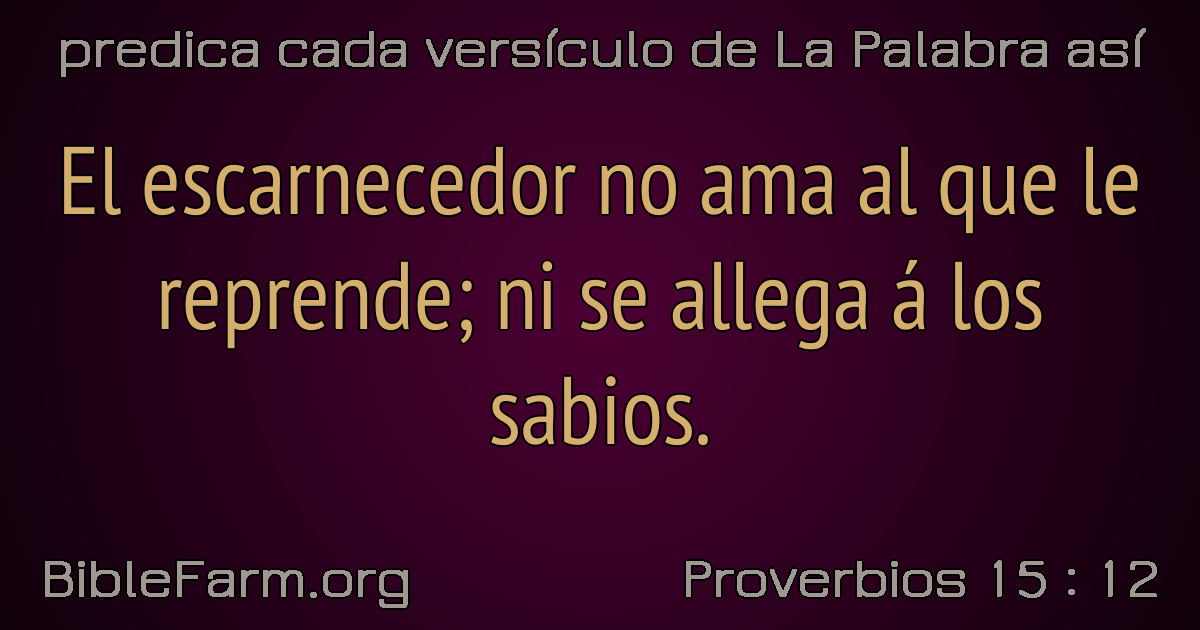 predica cada versículo de La Palabra así
El escarnecedor no ama al que le
reprende; ni se allega á los
sabios.
BibleFarm.org
Proverbios 15 : 12